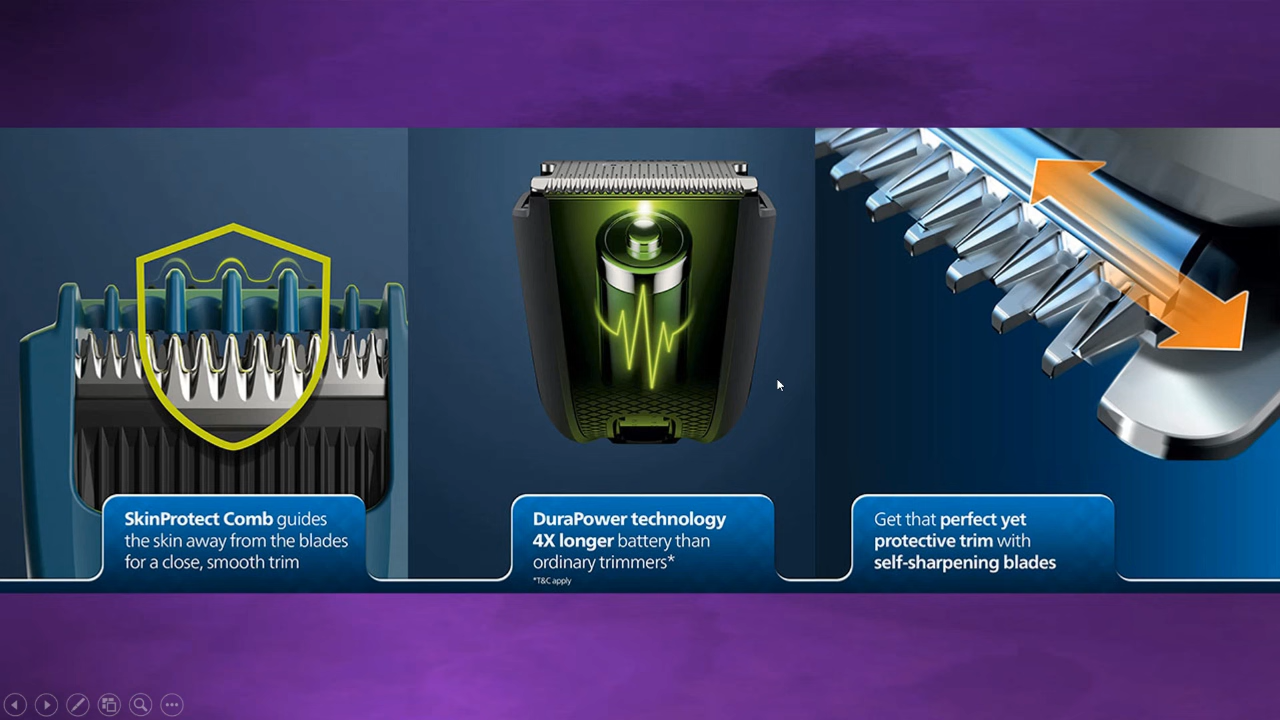 SkinProtect Comb guides
the skin away from the blades
for a close, smooth trim
DuraPower technology
4X longer battery than
ordinary trimmers*
*T&C apply
Get that perfect yet
protective trim with
self-sharpening blades